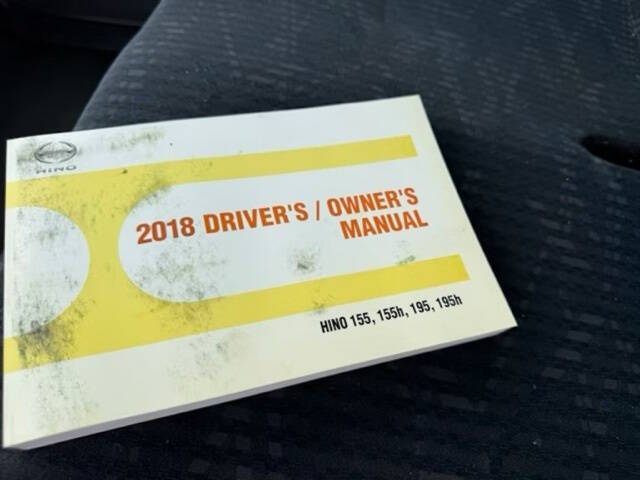 HINO
2018 DRIVER'S / OWNER'S
MANUAL
HINO 155, 155h, 195, 195h